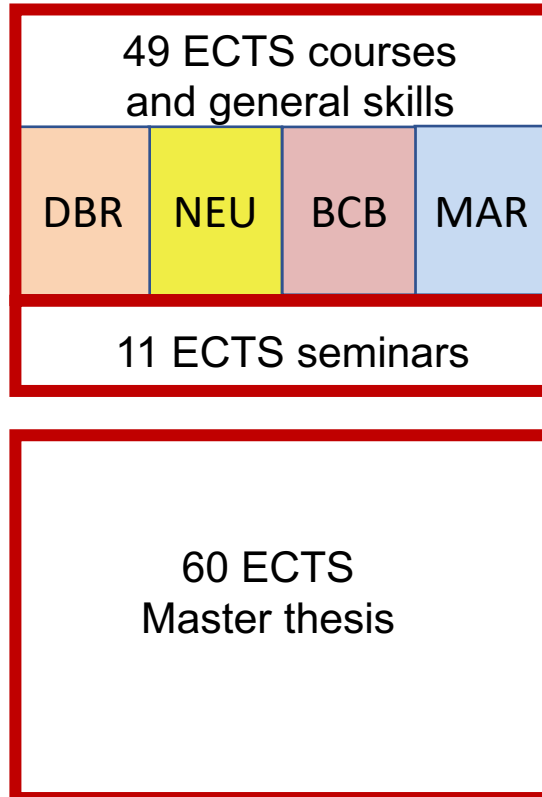 49 ECTS courses
and general skills
DBR NEU BCB MAR
11 ECTS seminars
60 ECTS
Master thesis